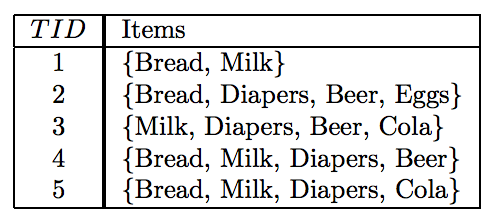 TID Items
1 {Bread, Milk}
2 {Bread, Diapers, Beer, Eggs}
3 {Milk, Diapers, Beer, Cola}
4 {Bread, Milk, Diapers, Beer}
5 {Bread, Milk, Diapers, Cola}